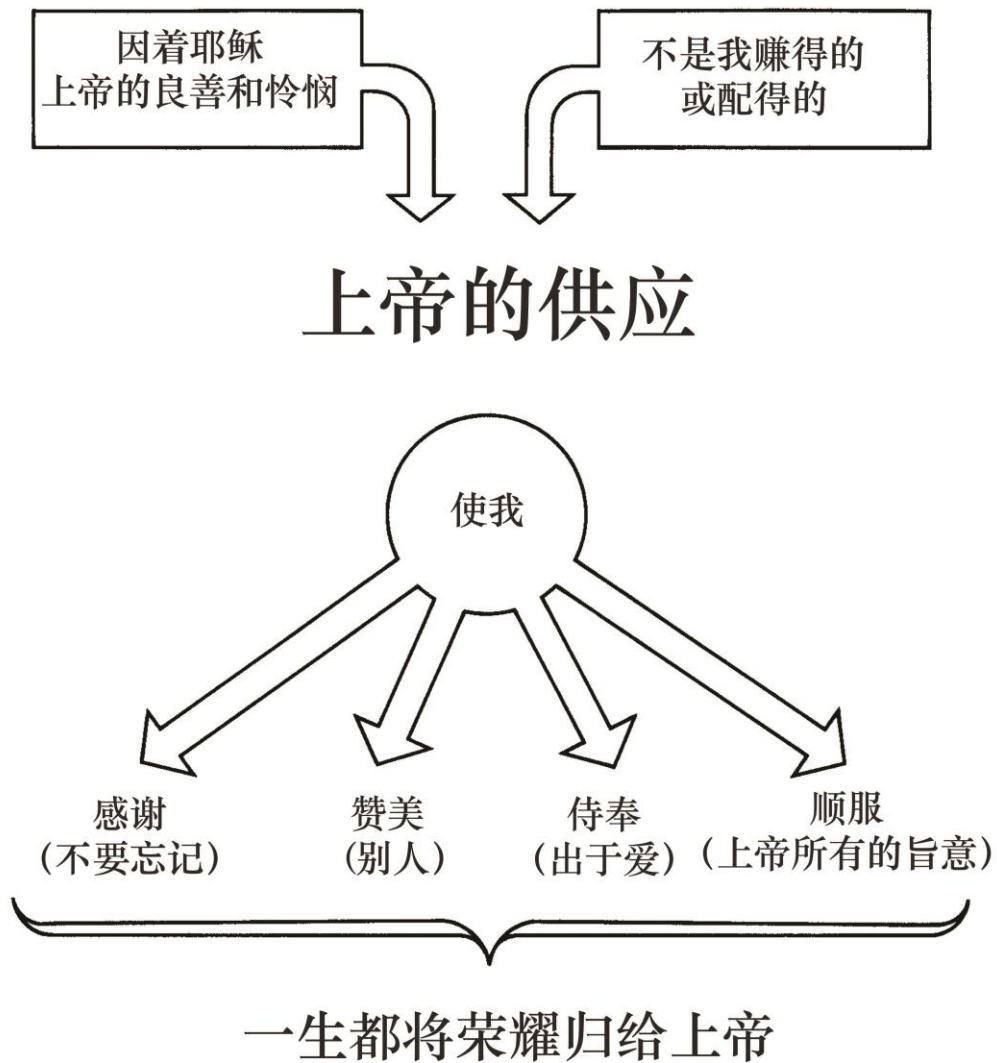 因着耶稣
上帝的良善和怜悯
不是我赚得的
或配得的
上帝的供应
使我
感谢
(不要忘记)
赞美
(别人)
侍奉
(出于爱)
顺服
(上帝所有的旨意)
一生都将荣耀归给上帝